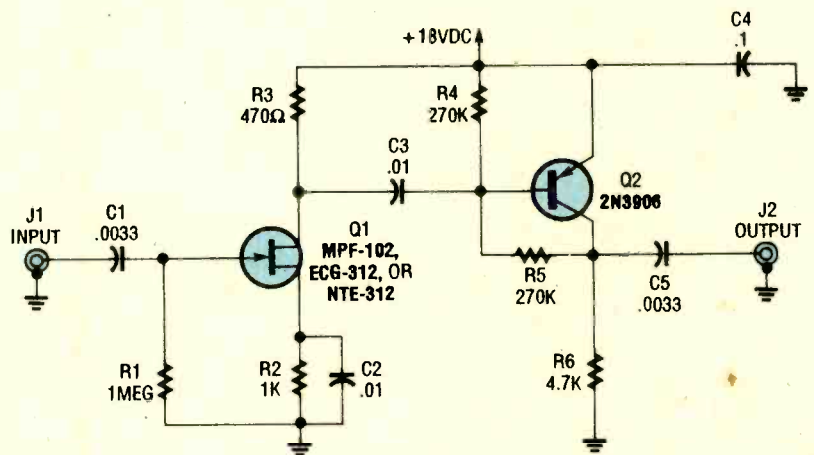 +18VDC
C4
.1
R3
470Ω
R4
270K
C3
.01
Q2
2N3906
J1
INPUT
C1
.0033
Q1
MPF-102,
ECG-312, OR
NTE-312
J2
OUTPUT
R5
270K
C5
.0033
R1
1MEG
R2
1K
C2
.01
R6
4.7K